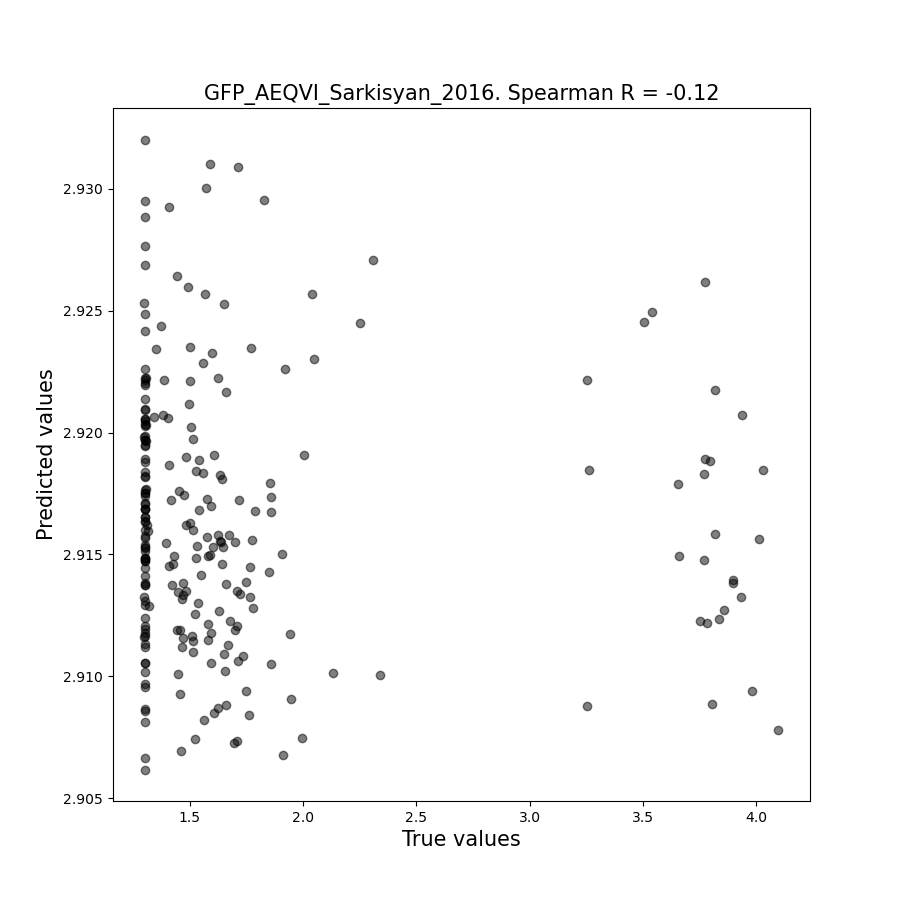 GFP_AEQVI_Sarkisyan_2016. Spearman R = -0.12
2.930
2.925
2.920
2.915
2.910
2.905
Predicted values
1.5 2.0 2.5 3.0 3.5 4.0
True values